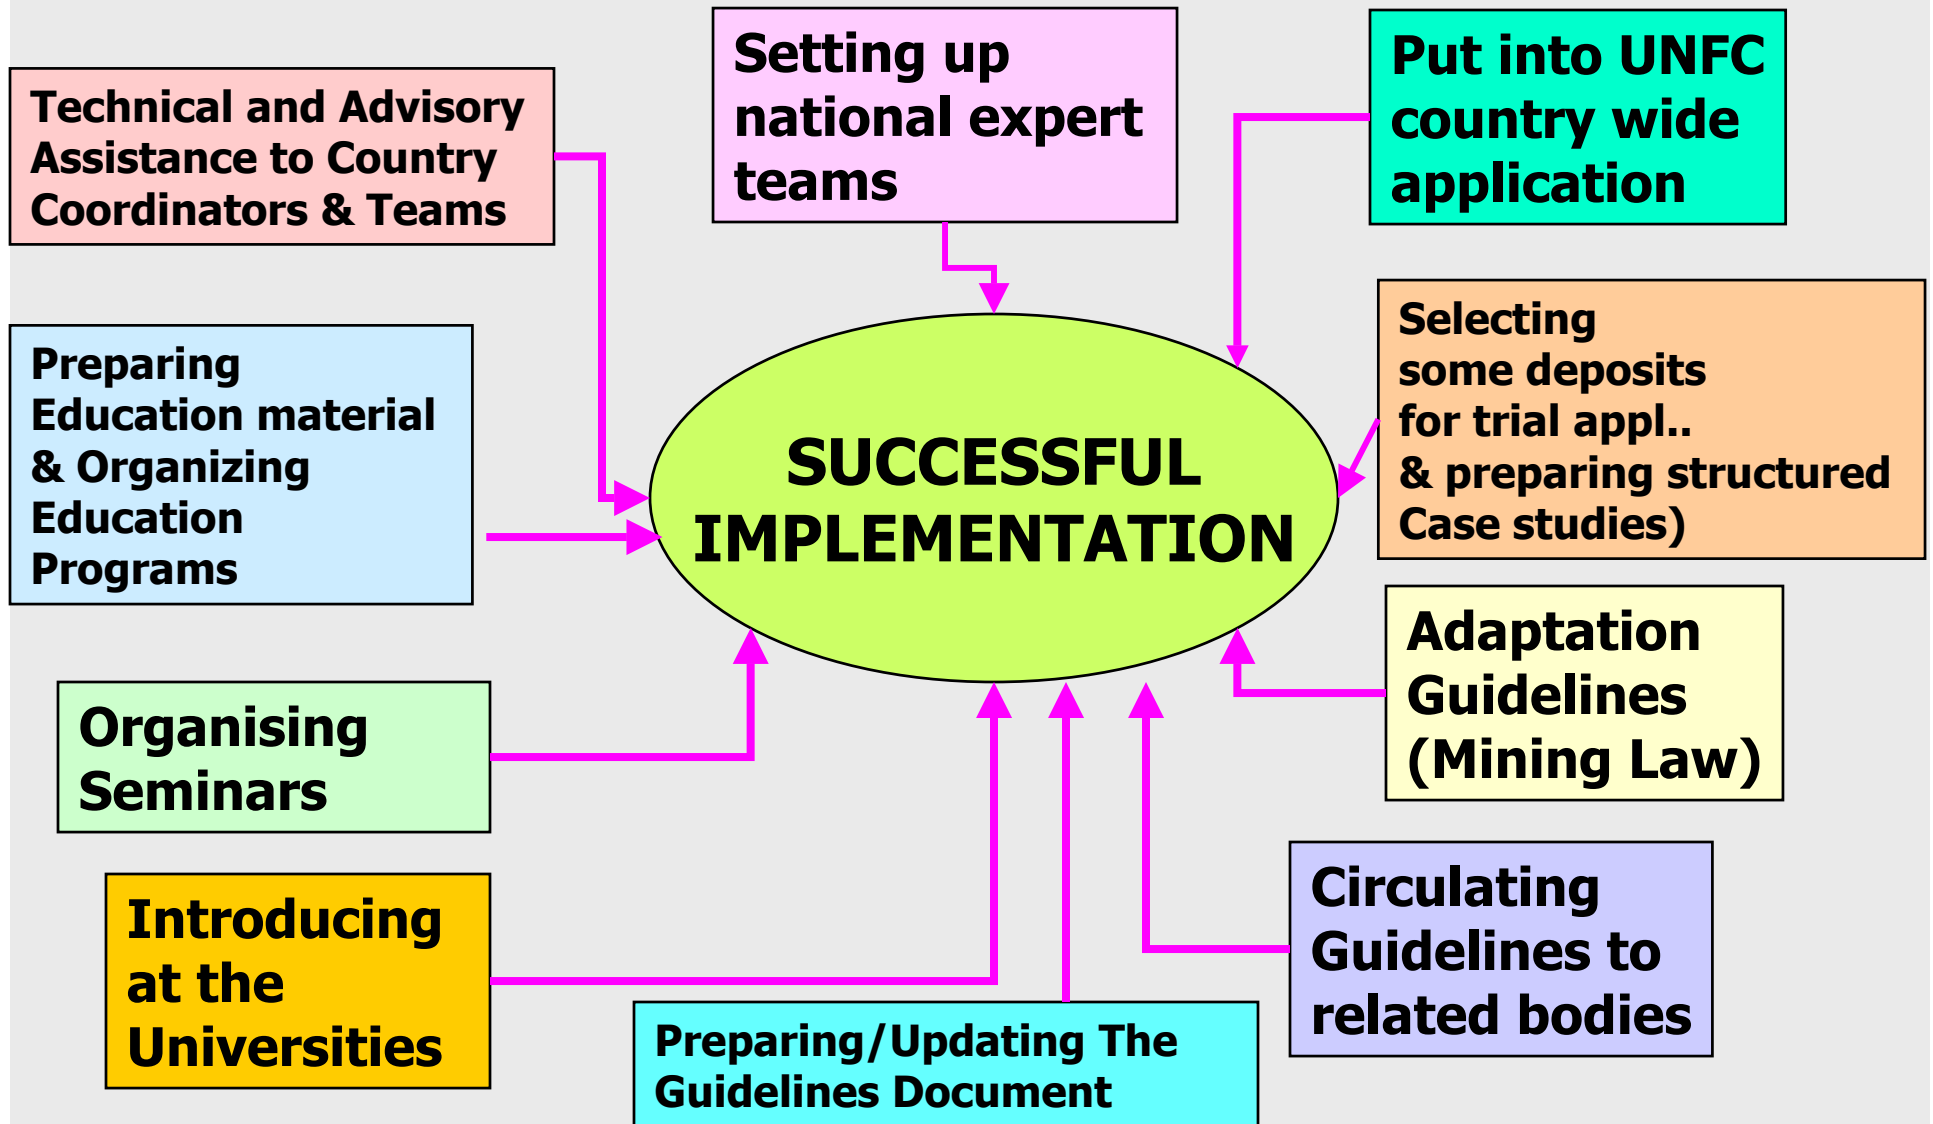 Setting up
national expert
teams
Put into UNFC
country wide
application
Technical and Advisory
Assistance to Country
Coordinators & Teams
Selecting
some deposits
for trial appl..
& preparing structured
Case studies)
Preparing
Education material
& Organizing
Education
Programs
SUCCESSFUL
IMPLEMENTATION
Adaptation
Guidelines
(Mining Law)
Organising
Seminars
Circulating
Guidelines to
related bodies
Introducing
at the
Universities
Preparing/Updating The
Guidelines Document